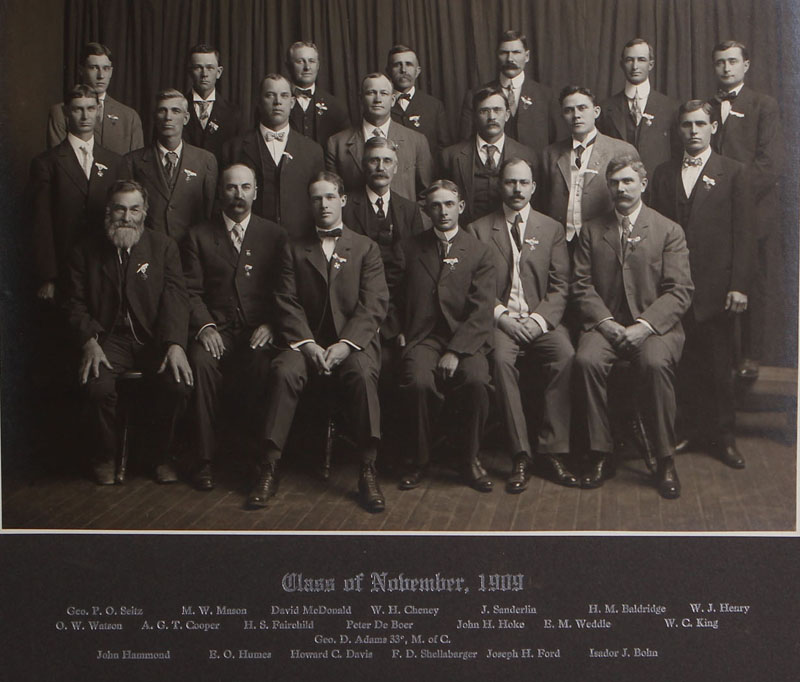 Class of November, 1909
Geo. P. O. Seitz M. W. Mason David McDonald W. H. Cheney J. Sanderlin H. M. Baldridge W. J. Henry
O. W. Watson A. G. T. Cooper H. S. Fairchild Peter De Boer John H. Hoke E. M. Weddle W. C. King
Geo. D. Adams 33°, M. of C.
John Hammond E. O. Humes Howard C. Davis F. D. Shellabarger Joseph H. Ford Isador J. Bohn